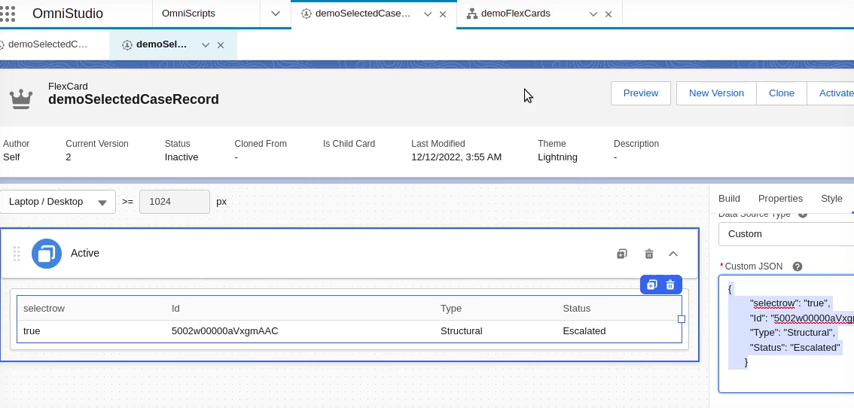 OmniStudio OmniScripts demoSelectedCase... demoFlexCards
demoSelectedC... demoSel...
FlexCard
demoSelectedCaseRecord
Preview New Version Clone Activate
Author Current Version Status Cloned From Is Child Card Last Modified Theme Description
Self 2 Inactive - 12/12/2022, 3:55 AM Lightning -
Laptop / Desktop >= 1024 px
Build Properties Style
Data Source Type
Custom
Active
*Custom JSON
{
"selectrow": "true",
"Id": "5002w00000aVxgm
"Type": "Structural",
"Status": "Escalated"
}
selectrow Id Type Status
true 5002w00000aVxgmAAC Structural Escalated